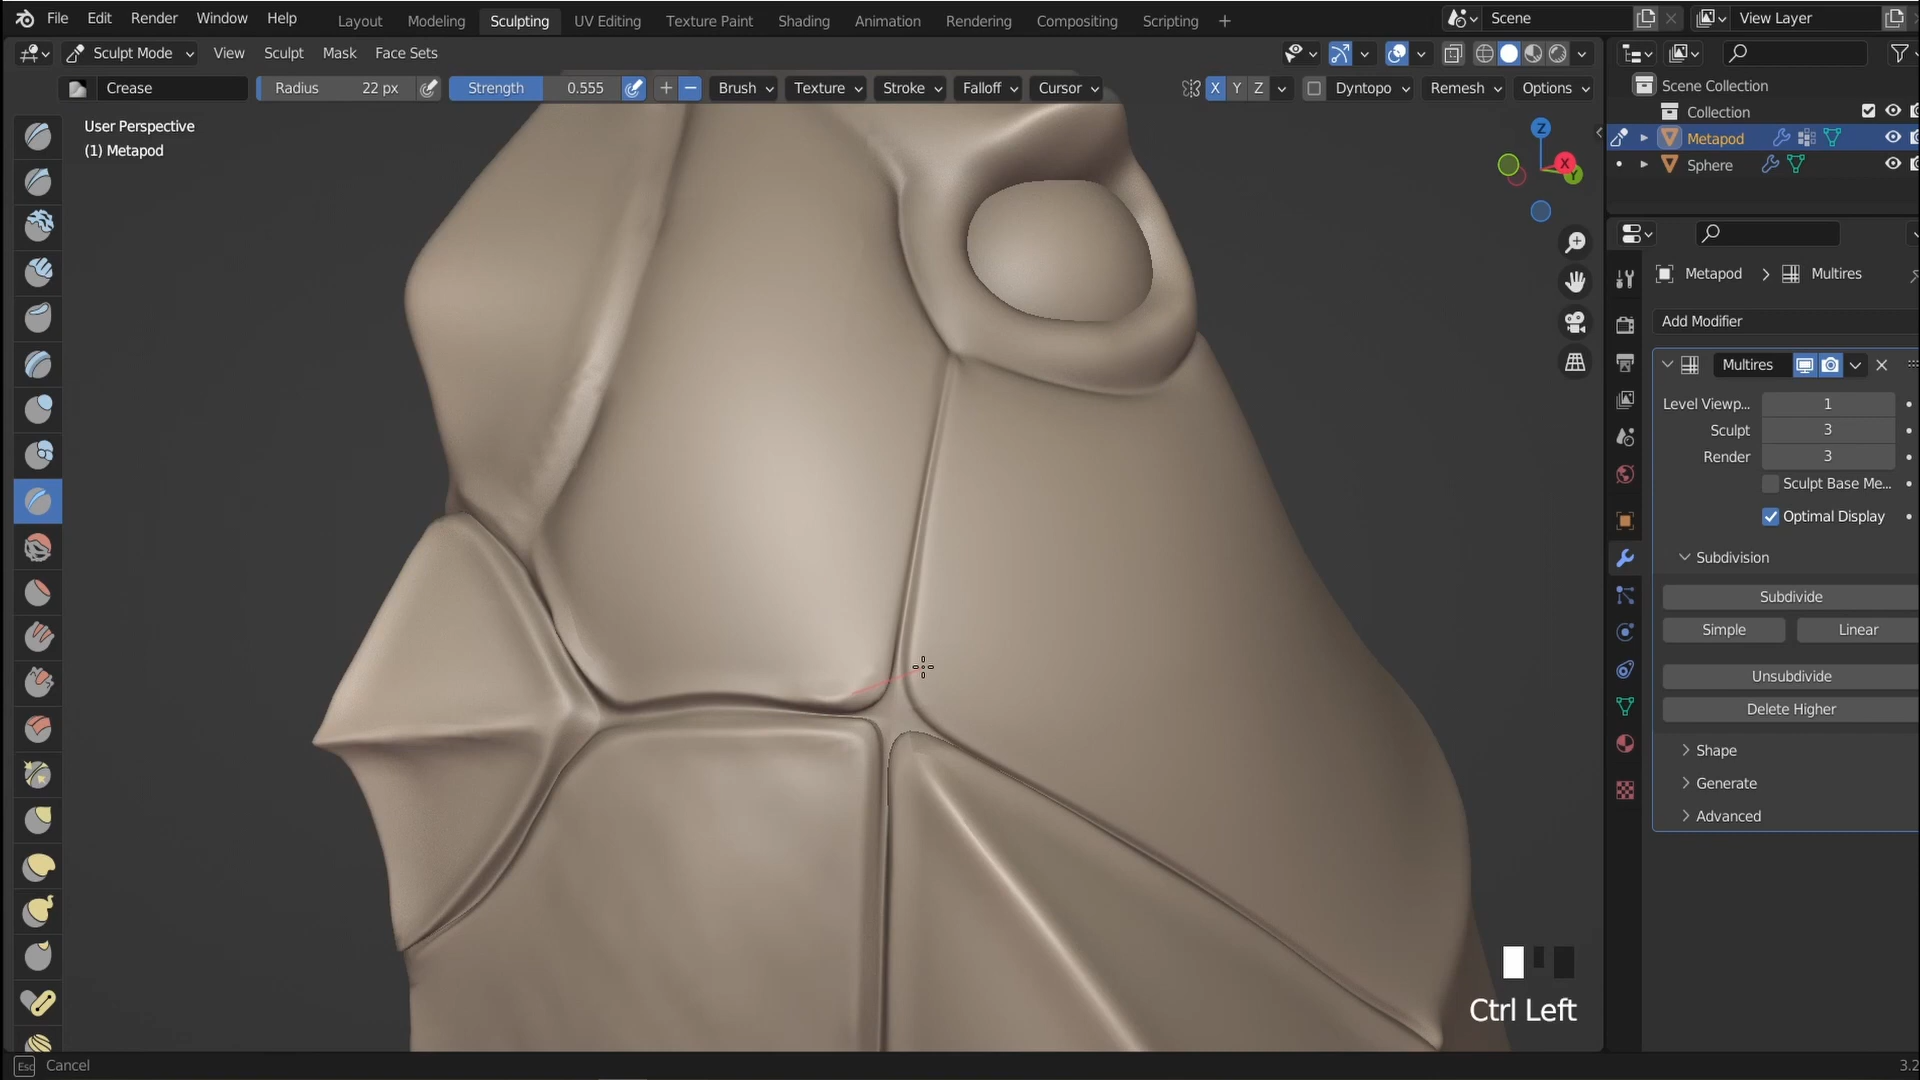 File Edit Render Window Help Layout Modeling Sculpting UV Editing Texture Paint Shading Animation Rendering Compositing Scripting + Scene View Layer
Sculpt Mode View Sculpt Mask Face Sets
Crease Radius 22 px Strength 0.555 Brush Texture Stroke Falloff Cursor X Y Z Dyntopo Remesh Options
User Perspective
(1) Metapod
Z
X
Y
Scene Collection
Collection
Metapod
Sphere
Metapod > Multires
Add Modifier
Multires
Level Viewp... 1
Sculpt 3
Render 3
Sculpt Base Me...
Optimal Display
Subdivision
Subdivide
Simple Linear
Unsubdivide
Delete Higher
Shape
Generate
Advanced
Ctrl Left
Esc Cancel 3.2